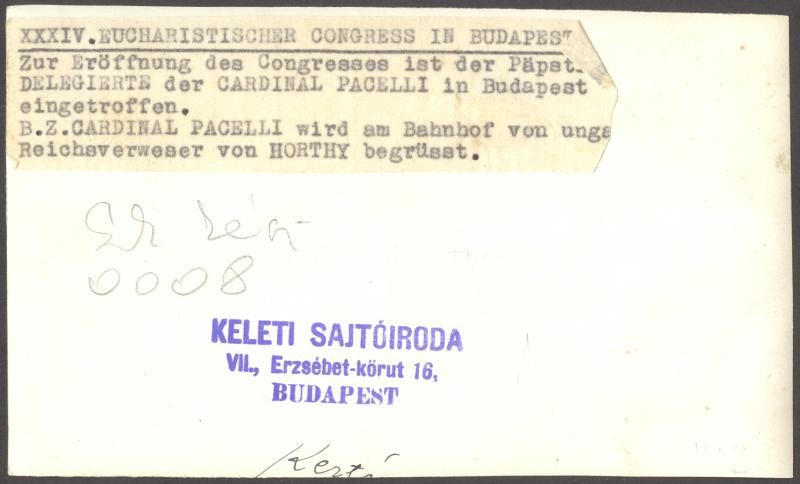 XXXIV.EUCHARISTISCHER CONGRESS IN BUDAPEST
Zur Eröffnung des Congresses ist der Päpst.
DELEGIERTE der CARDINAL PACELLI in Budapest
eingetroffen.
B.Z.CARDINAL PACELLI wird am Bahnhof von unga
Reichsverweser von HORTHY begrüsst.
0008
KELETI SAJTÓIRODA
VII., Erzsébet-körut 16,
BUDAPEST